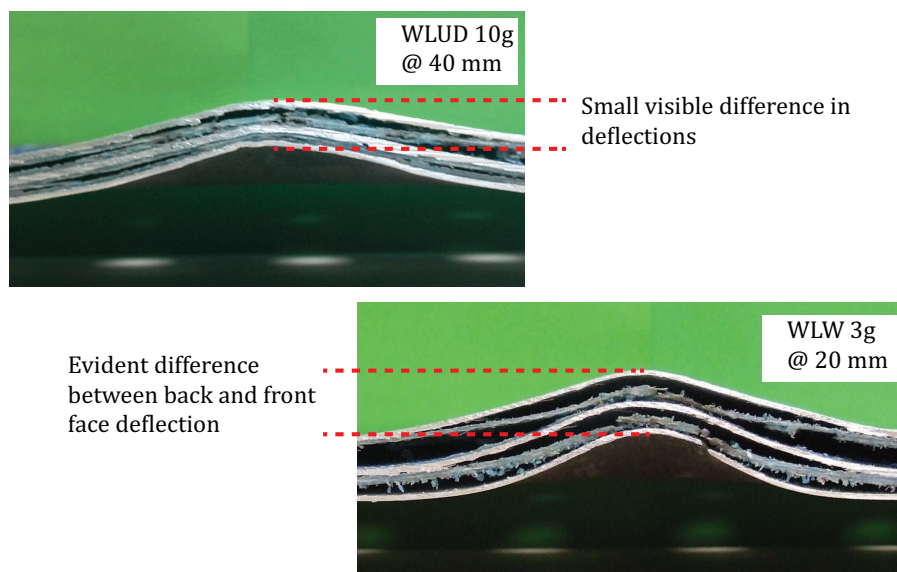 WLUD 10g
@ 40 mm
Small visible difference in
deflections
WLW 3g
@ 20 mm
Evident difference
between back and front
face deflection